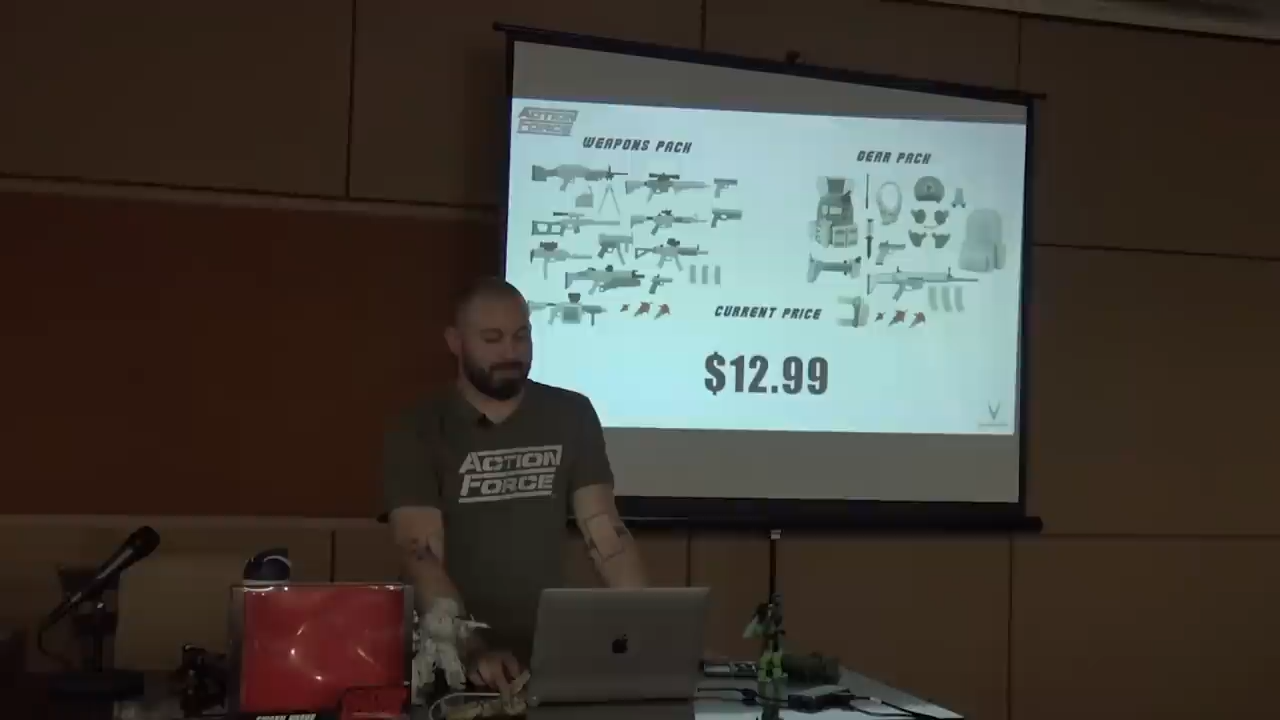 ACTION
FORCE
WEAPONS PACK
GEAR PACK
CURRENT PRICE
$12.99
ACTION
FORCE